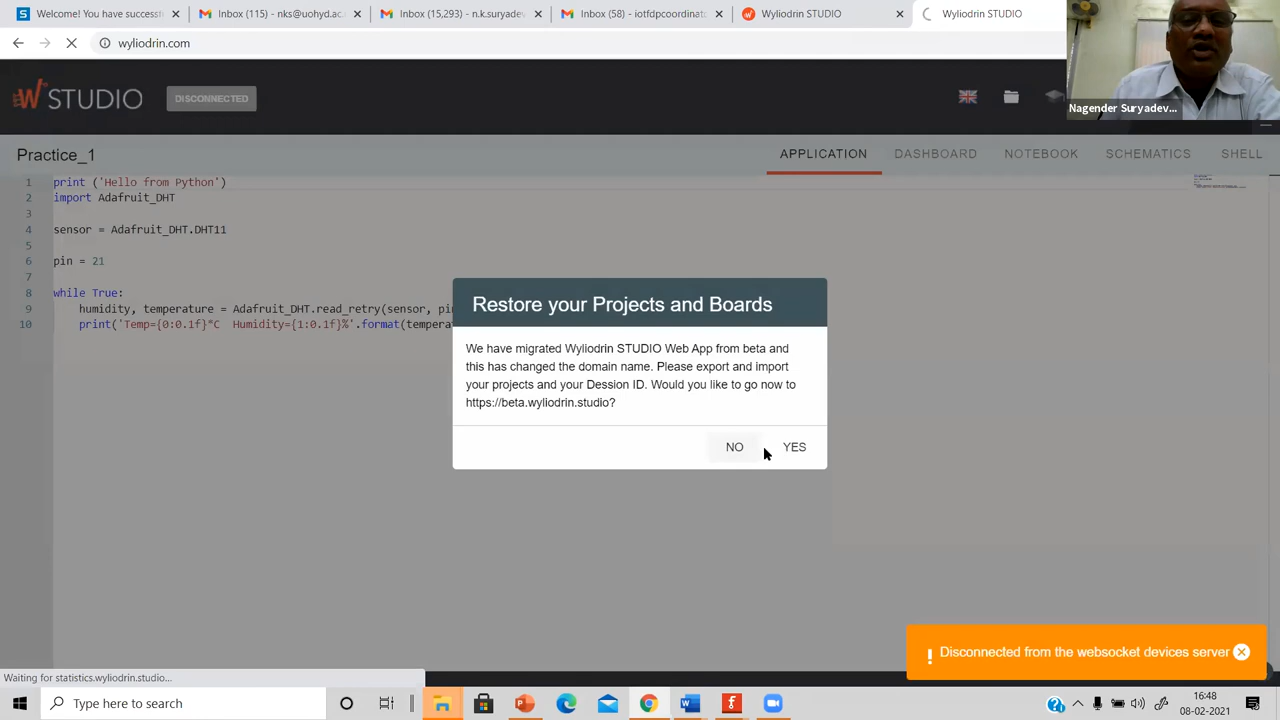 Welcome! You have success
Inbox (115) - nks@uohyd.ac.
Inbox (15,293) - n.k.suryadev
Inbox (58) - iotfdpcoordinato
Wyliodrin STUDIO
Wyliodrin STUDIO
wyliodrin.com
STUDIO
DISCONNECTED
Nagender Suryadev...
Practice_1
APPLICATION
DASHBOARD
NOTEBOOK
SCHEMATICS
SHELL
1 print ('Hello from Python')
2 import Adafruit_DHT
3
4 sensor = Adafruit_DHT.DHT11
5
6 pin = 21
7
8 while True:
9 humidity, temperature = Adafruit_DHT.read_retry(sensor, pin
10 print('Temp={0:0.1f}*C Humidity={1:0.1f}%'.format(tempera
Restore your Projects and Boards
We have migrated Wyliodrin STUDIO Web App from beta and
this has changed the domain name. Please export and import
your projects and your Dession ID. Would you like to go now to
https://beta.wyliodrin.studio?
NO
YES
Disconnected from the websocket devices server
Waiting for statistics.wyliodrin.studio...
Type here to search
16:48
08-02-2021